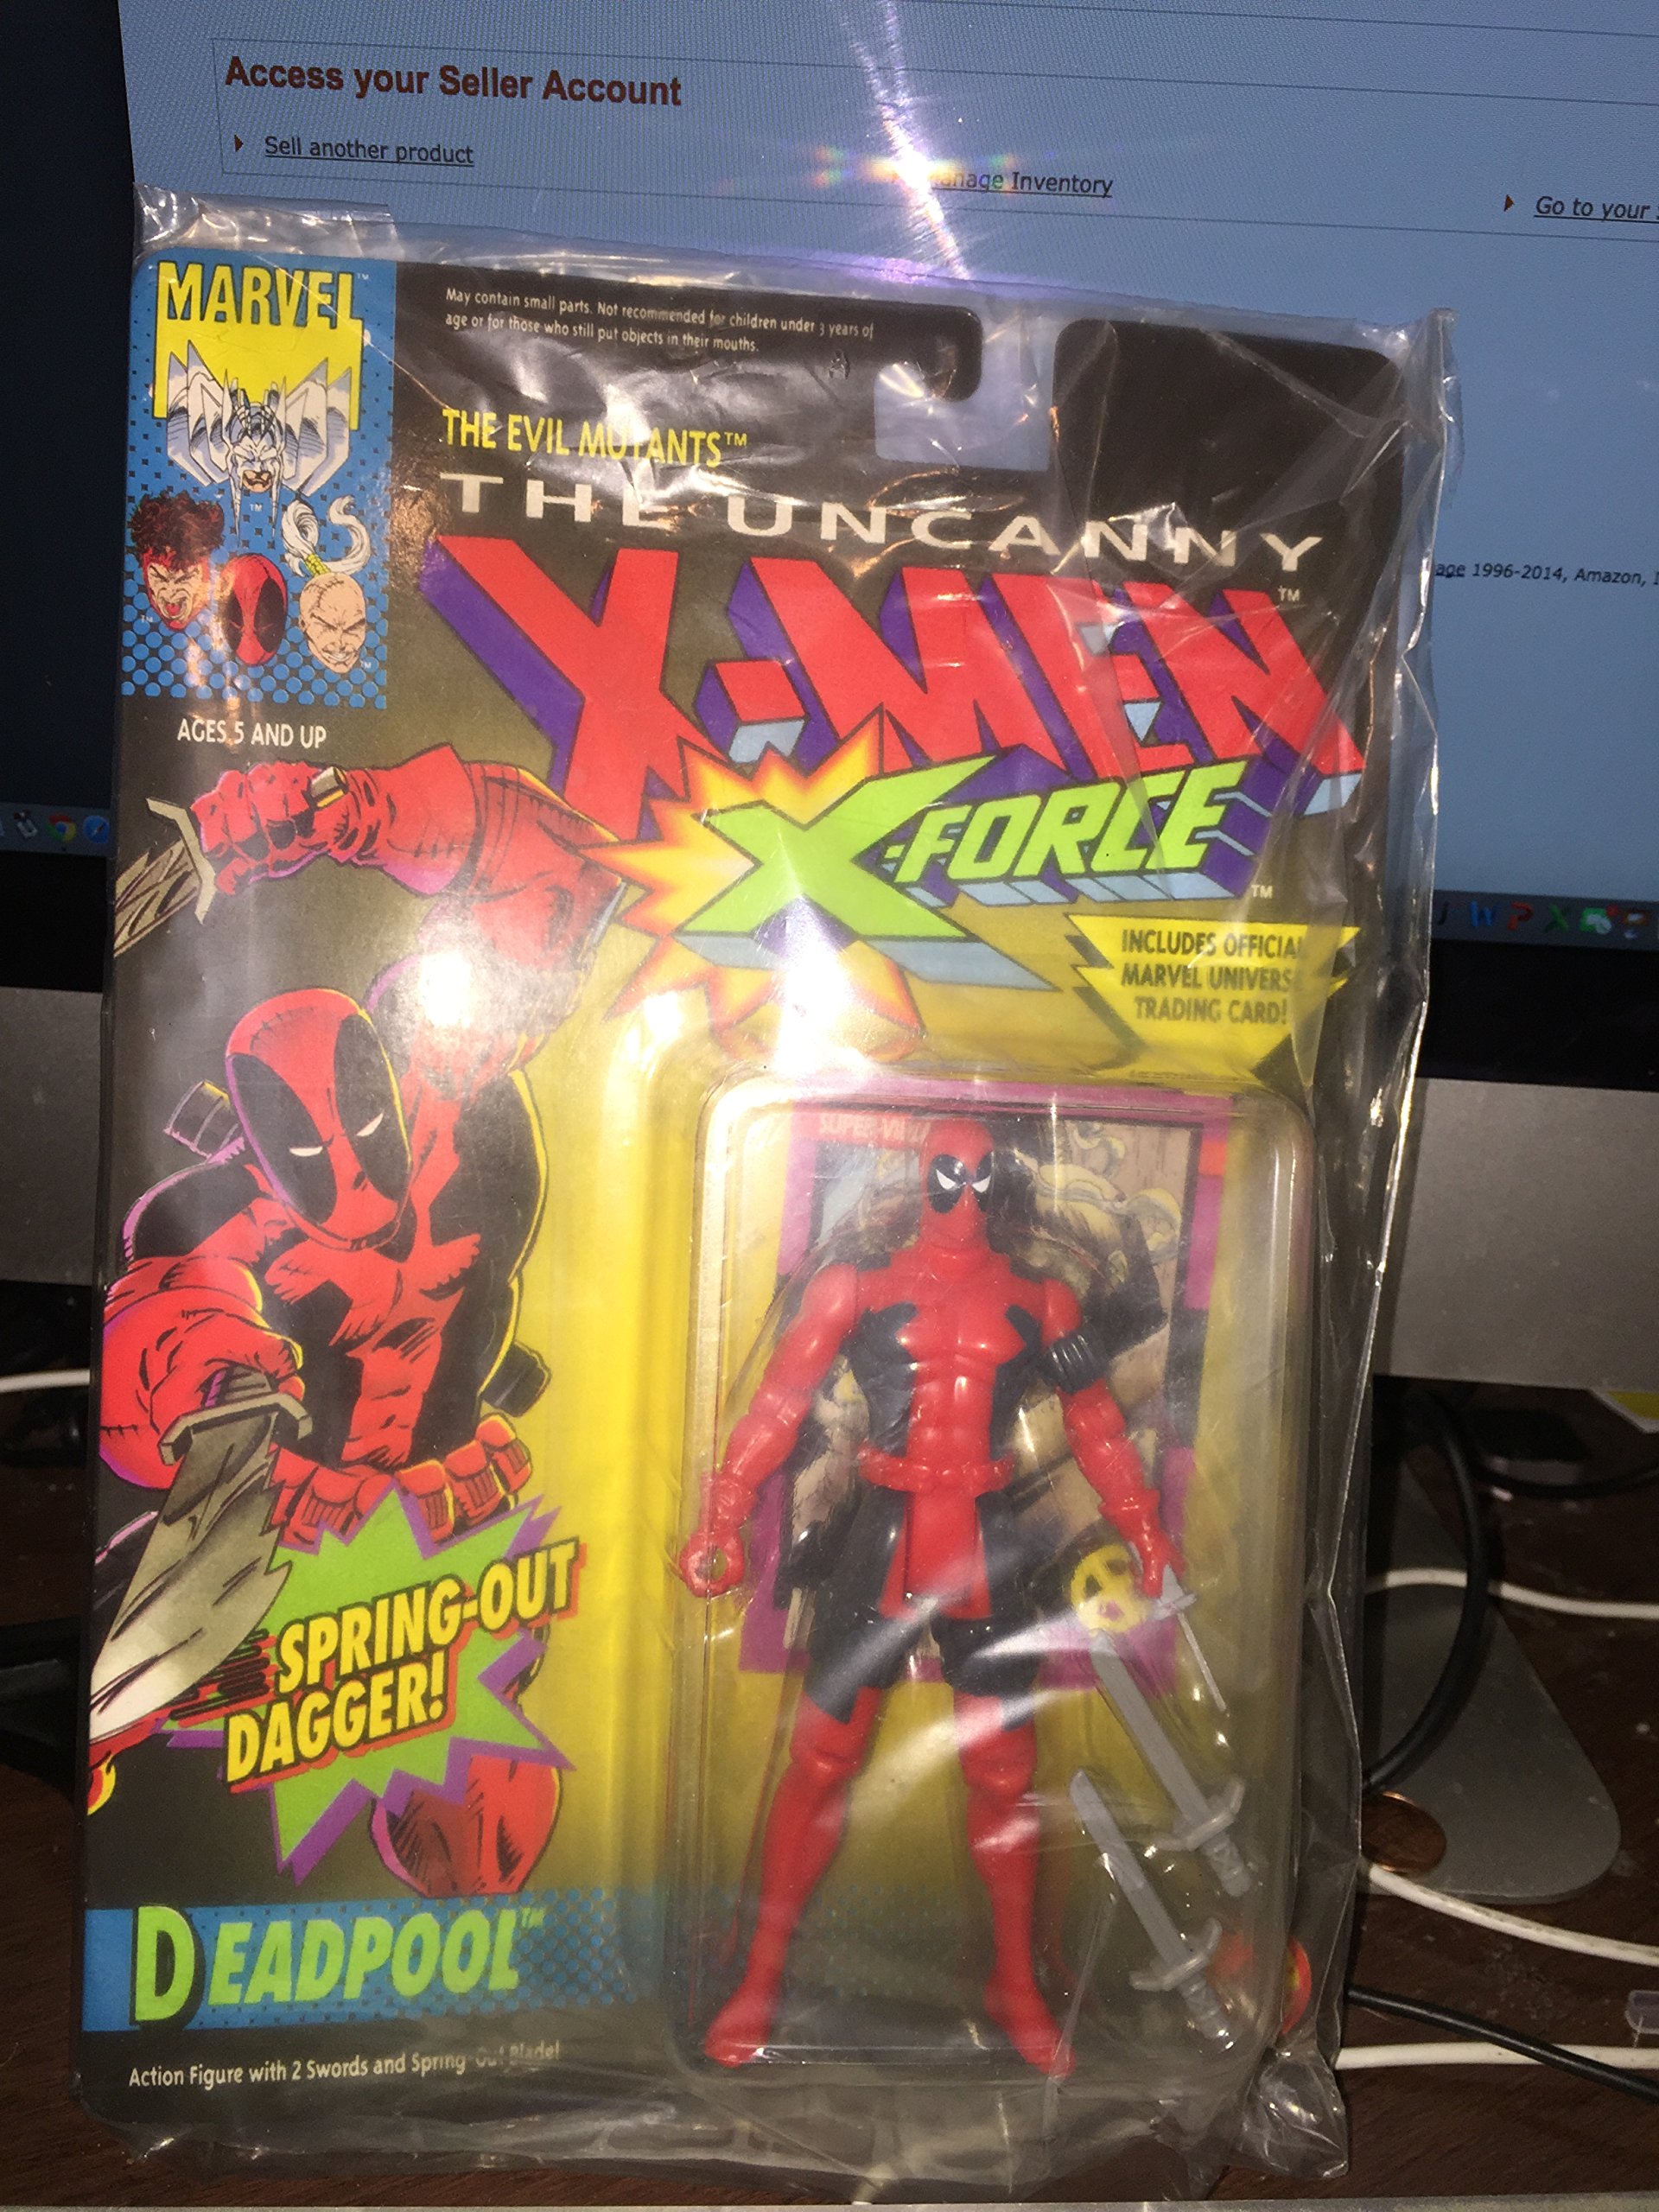 Access your Seller Account
Sell another product
Inventory
Go to your
1996-2014, Amazon,
MARVEL™
May contain small parts. Not recommended for children under 3 years of
age or for those who still put objects in their mouths.
THE EVIL MUTANTS™
THE UNCANNY
X-MEN™
X-FORCE™
AGES 5 AND UP
INCLUDES OFFICIAL
MARVEL UNIVERSE
TRADING CARD!
SPRING-OUT
DAGGER!
DEADPOOL™
Action Figure with 2 Swords and Spring-Out Blade!